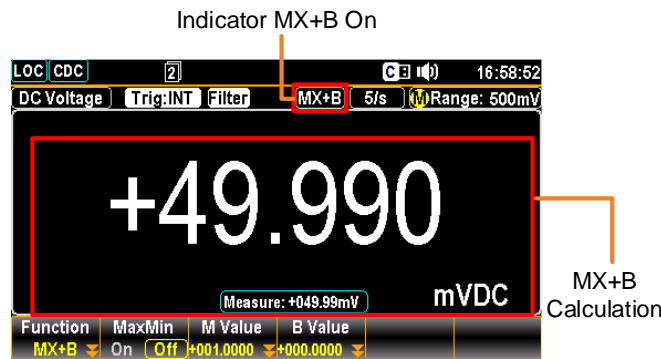 Indicator MX+B On
LOC CDC 2 C 16:58:52
DC Voltage Trig:INT Filter MX+B 5/s M Range: 500mV
+49.990
Measure: +049.99mV mVDC
MX+B
Calculation
Function MaxMin M Value B Value
MX+B On Off +001.0000 +000.0000